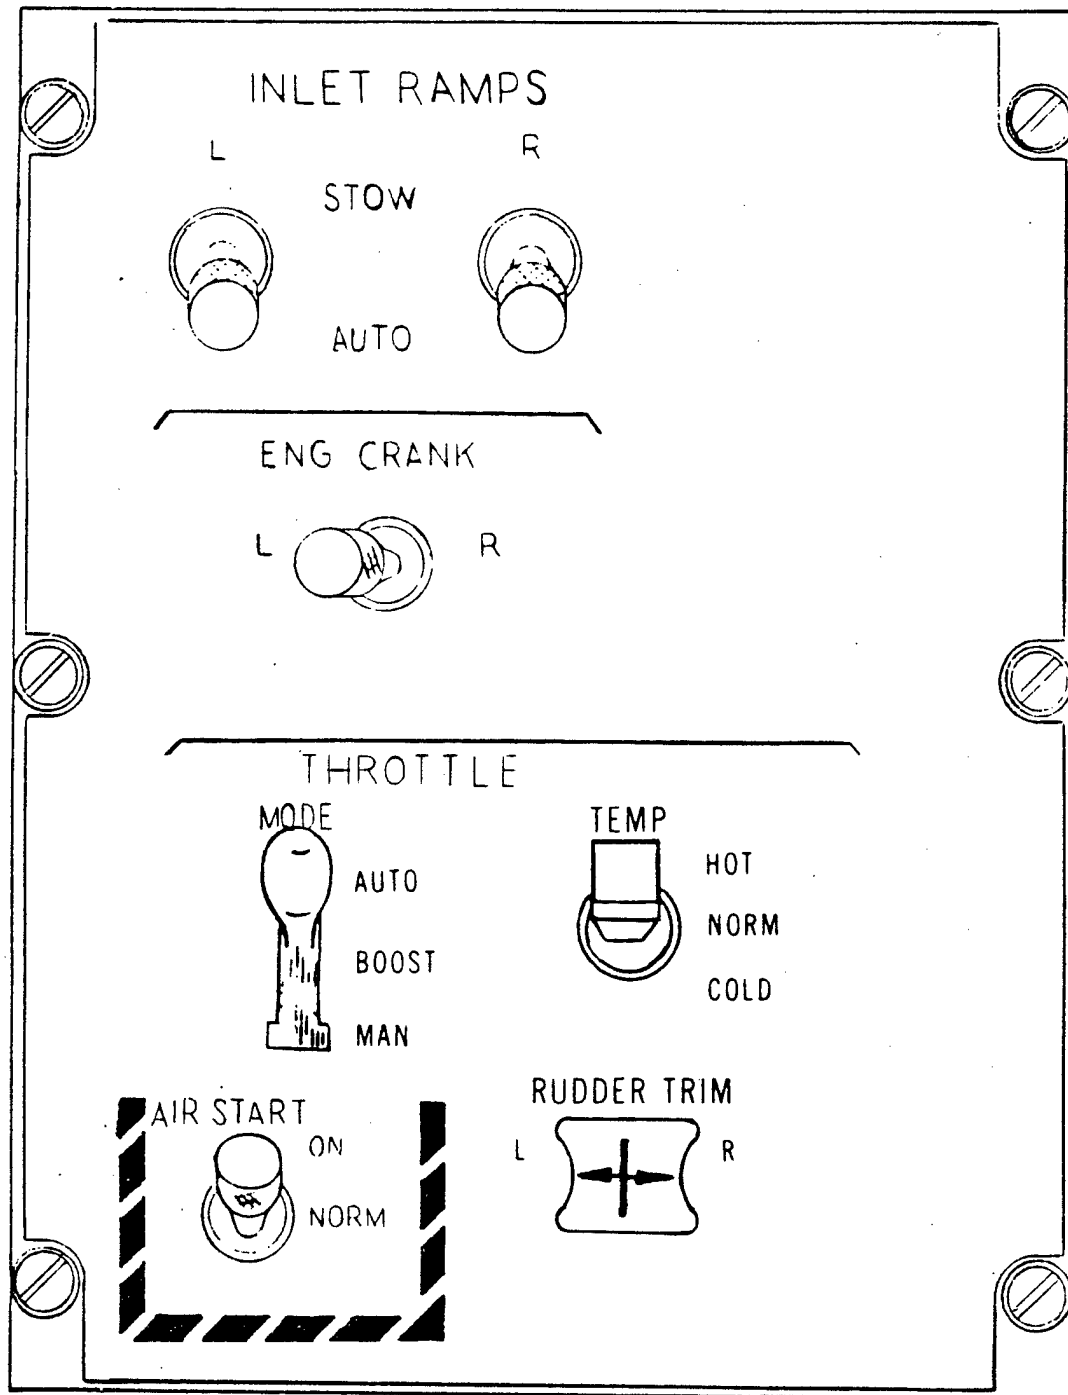 INLET RAMPS
L R
STOW
AUTO
ENG CRANK
L R
THROTTLE
MODE
AUTO
BOOST
MAN
TEMP
HOT
NORM
COLD
AIR START
ON
NORM
RUDDER TRIM
L R